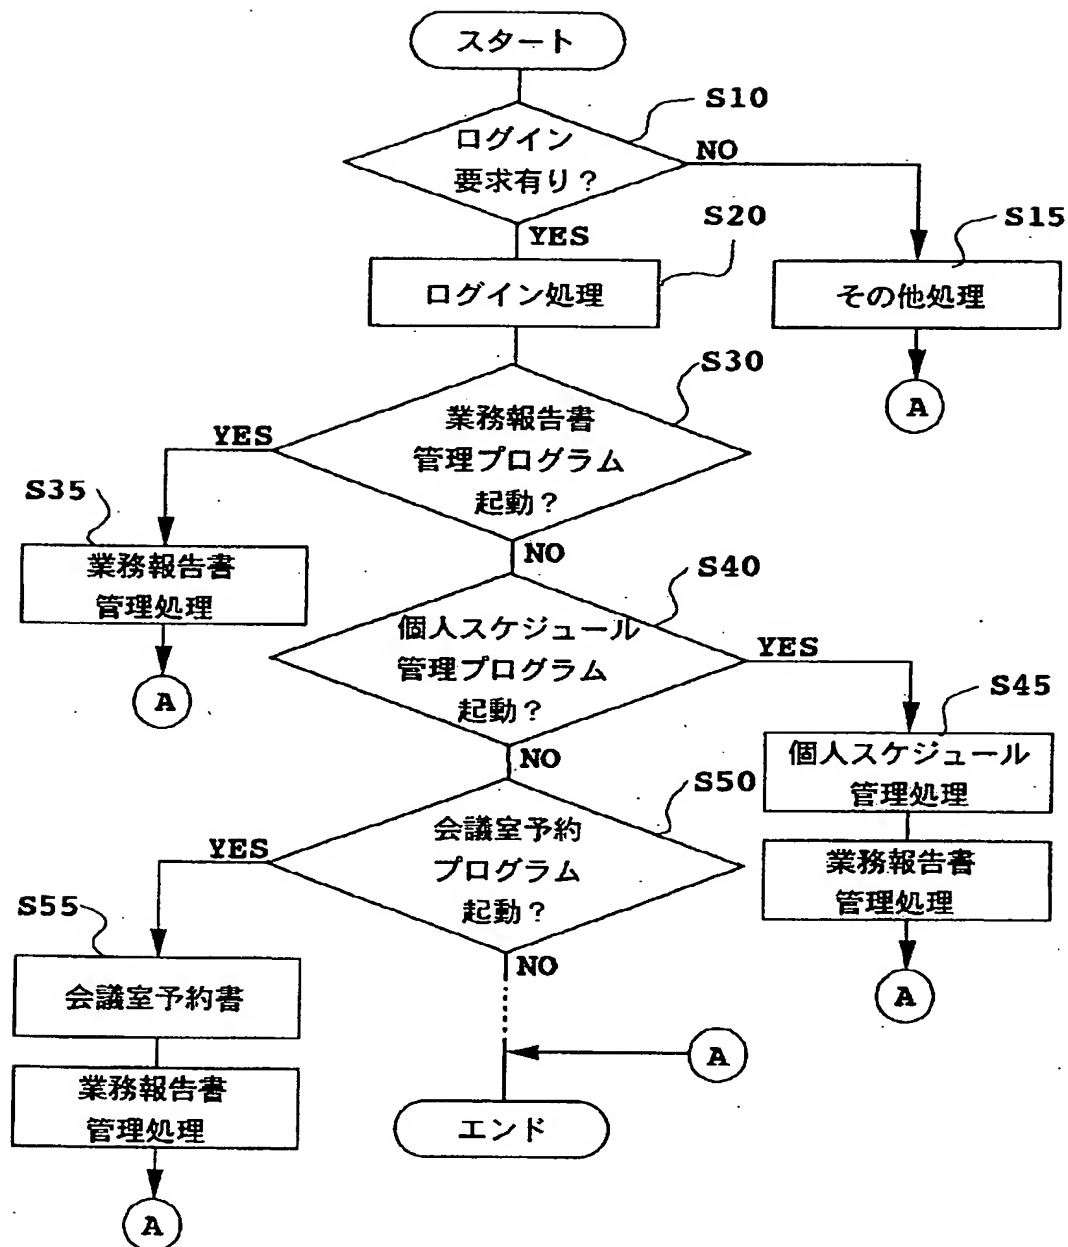 スタート
S10
ログイン
要求有り？
NO
YES
S20
S15
ログイン処理
その他処理
A
S30
業務報告書
管理プログラム
起動？
YES
S35
業務報告書
管理処理
A
NO
S40
個人スケジュール
管理プログラム
起動？
YES
S45
個人スケジュール
管理処理
業務報告書
管理処理
A
NO
S50
会議室予約
プログラム
起動？
YES
S55
会議室予約書
業務報告書
管理処理
A
NO
A
エンド